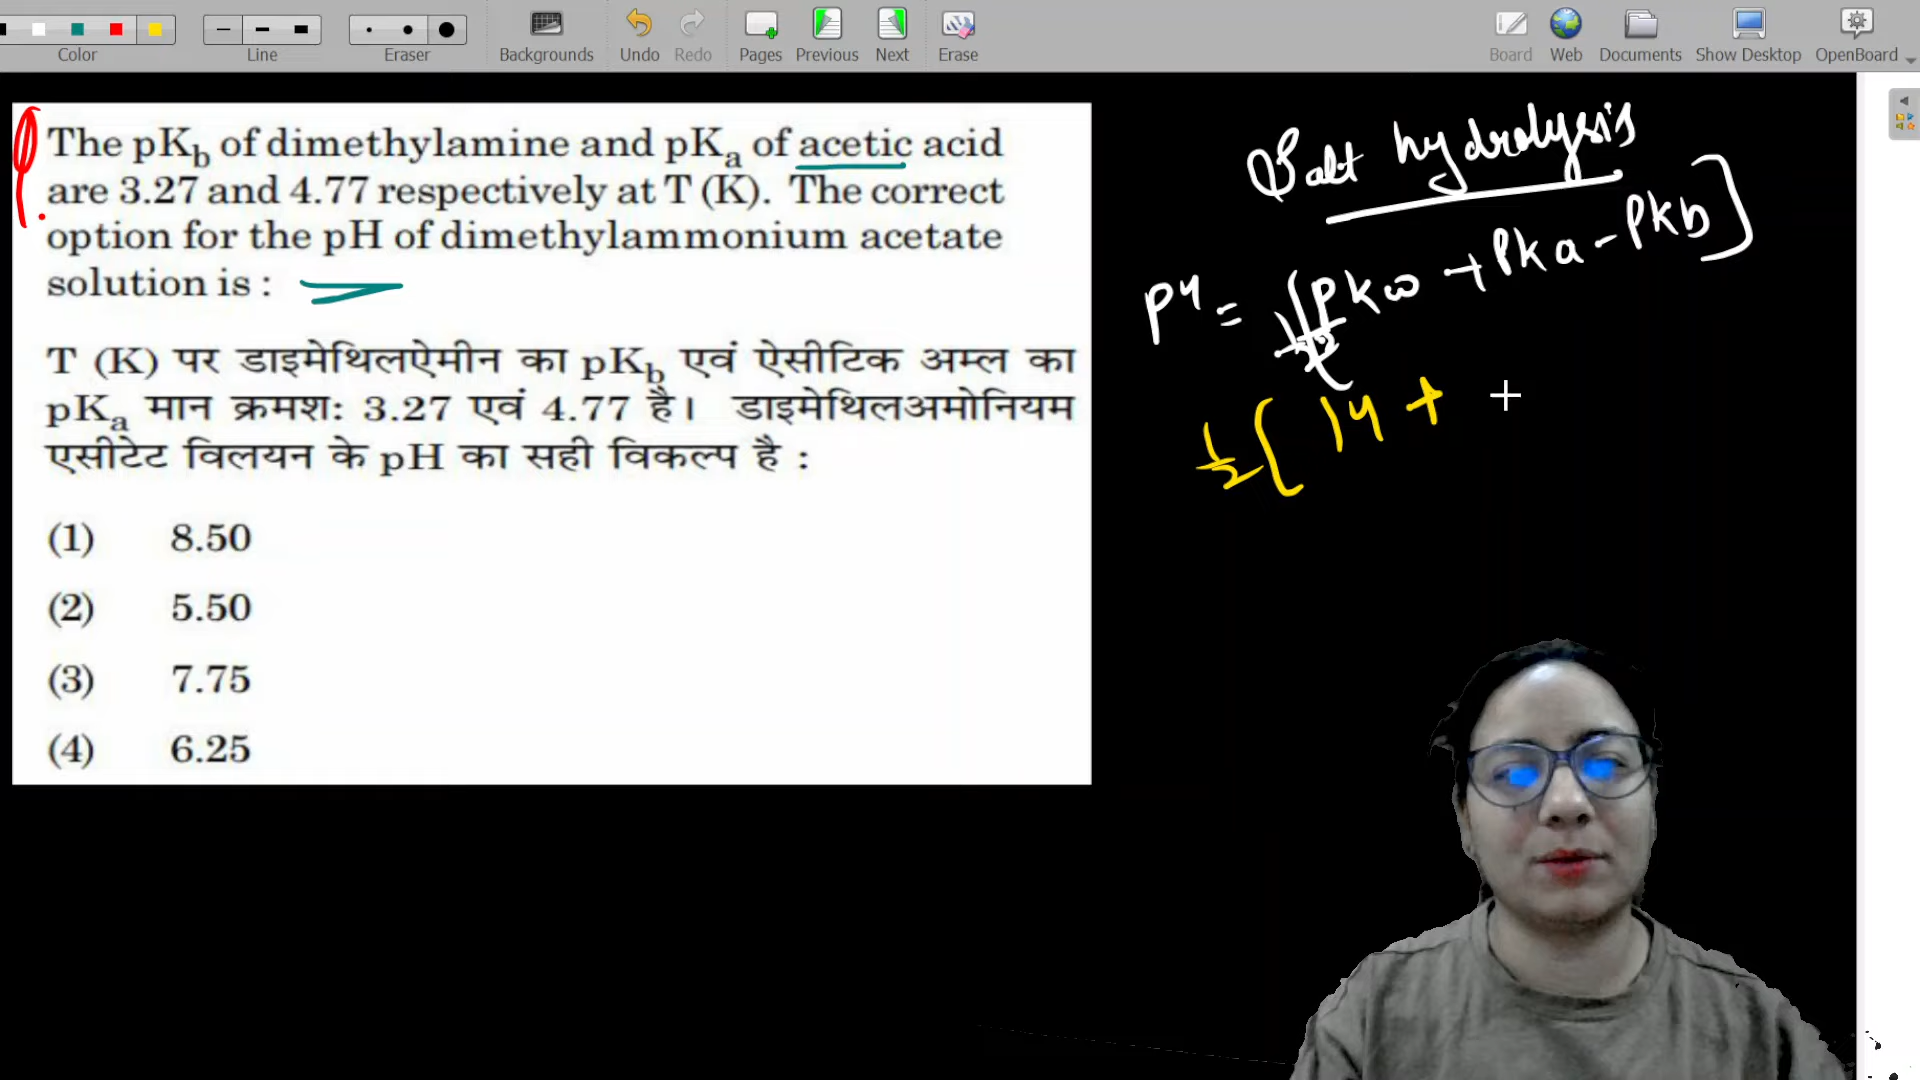 Color
Line
Eraser
Backgrounds
Undo
Redo
Pages
Previous
Next
Erase
Board
Web
Documents
Show Desktop
OpenBoard
The pKb of dimethylamine and pKa of acetic acid
are 3.27 and 4.77 respectively at T (K). The correct
option for the pH of dimethylammonium acetate
solution is :
T (K) पर डाइमेथिलऐमीन का pKb एवं ऐसीटिक अम्ल का
pKa मान क्रमश: 3.27 एवं 4.77 है। डाइमेथिलअमोनियम
एसीटेट विलयन के pH का सही विकल्प है :
(1) 8.50
(2) 5.50
(3) 7.75
(4) 6.25
Salt hydrolysis
pH = 1/2 [PKw + PKa - PKb]
1/2 [ 14 +